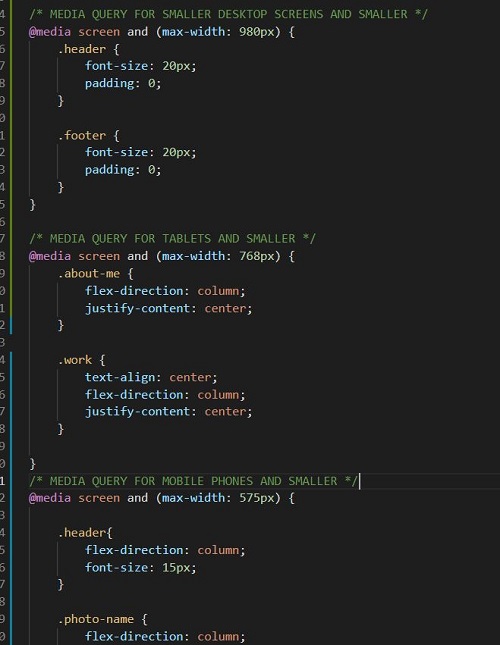 4 /* MEDIA QUERY FOR SMALLER DESKTOP SCREENS AND SMALLER */
5 @media screen and (max-width: 980px) {
6 .header {
7 font-size: 20px;
8 padding: 0;
9 }
0
1 .footer {
2 font-size: 20px;
3 padding: 0;
4 }
5 }
6
7 /* MEDIA QUERY FOR TABLETS AND SMALLER */
8 @media screen and (max-width: 768px) {
9 .about-me {
0 flex-direction: column;
1 justify-content: center;
2 }
3
4 .work {
5 text-align: center;
6 flex-direction: column;
7 justify-content: center;
8 }
9
0 }
1 /* MEDIA QUERY FOR MOBILE PHONES AND SMALLER */
2 @media screen and (max-width: 575px) {
3
4 .header{
5 flex-direction: column;
6 font-size: 15px;
7 }
8
9 .photo-name {
0 flex-direction: column;